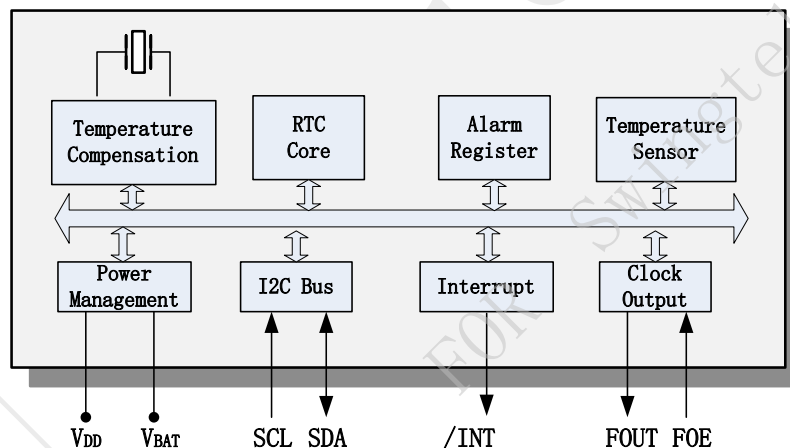 Temperature
Compensation
RTC
Core
Alarm
Register
Temperature
Sensor
Power
Management
I2C Bus
Interrupt
Clock
Output
VDD
VBAT
SCL
SDA
/INT
FOUT
FOE
FOR